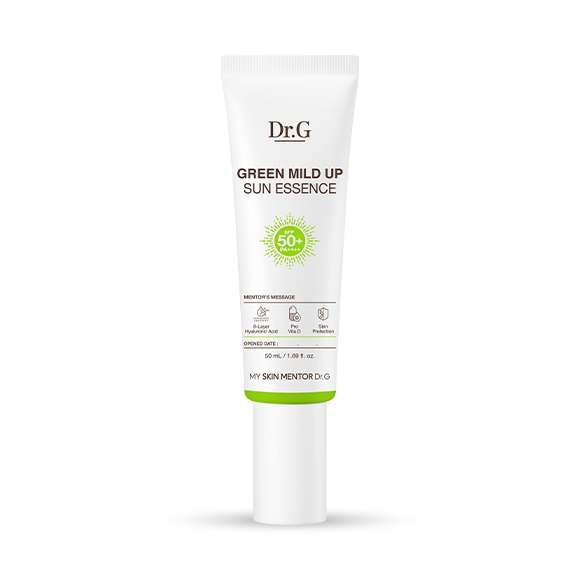 Dr.G
GREEN MILD UP
SUN ESSENCE
SPF
50+
PA++++
MENTOR'S MESSAGE
8-Layer
Hyaluronic Acid
Pro
Vita D
Skin
Protection
OPENED DATE : . .
50 mL / 1.69 fl. oz.
MY SKIN MENTOR Dr.G